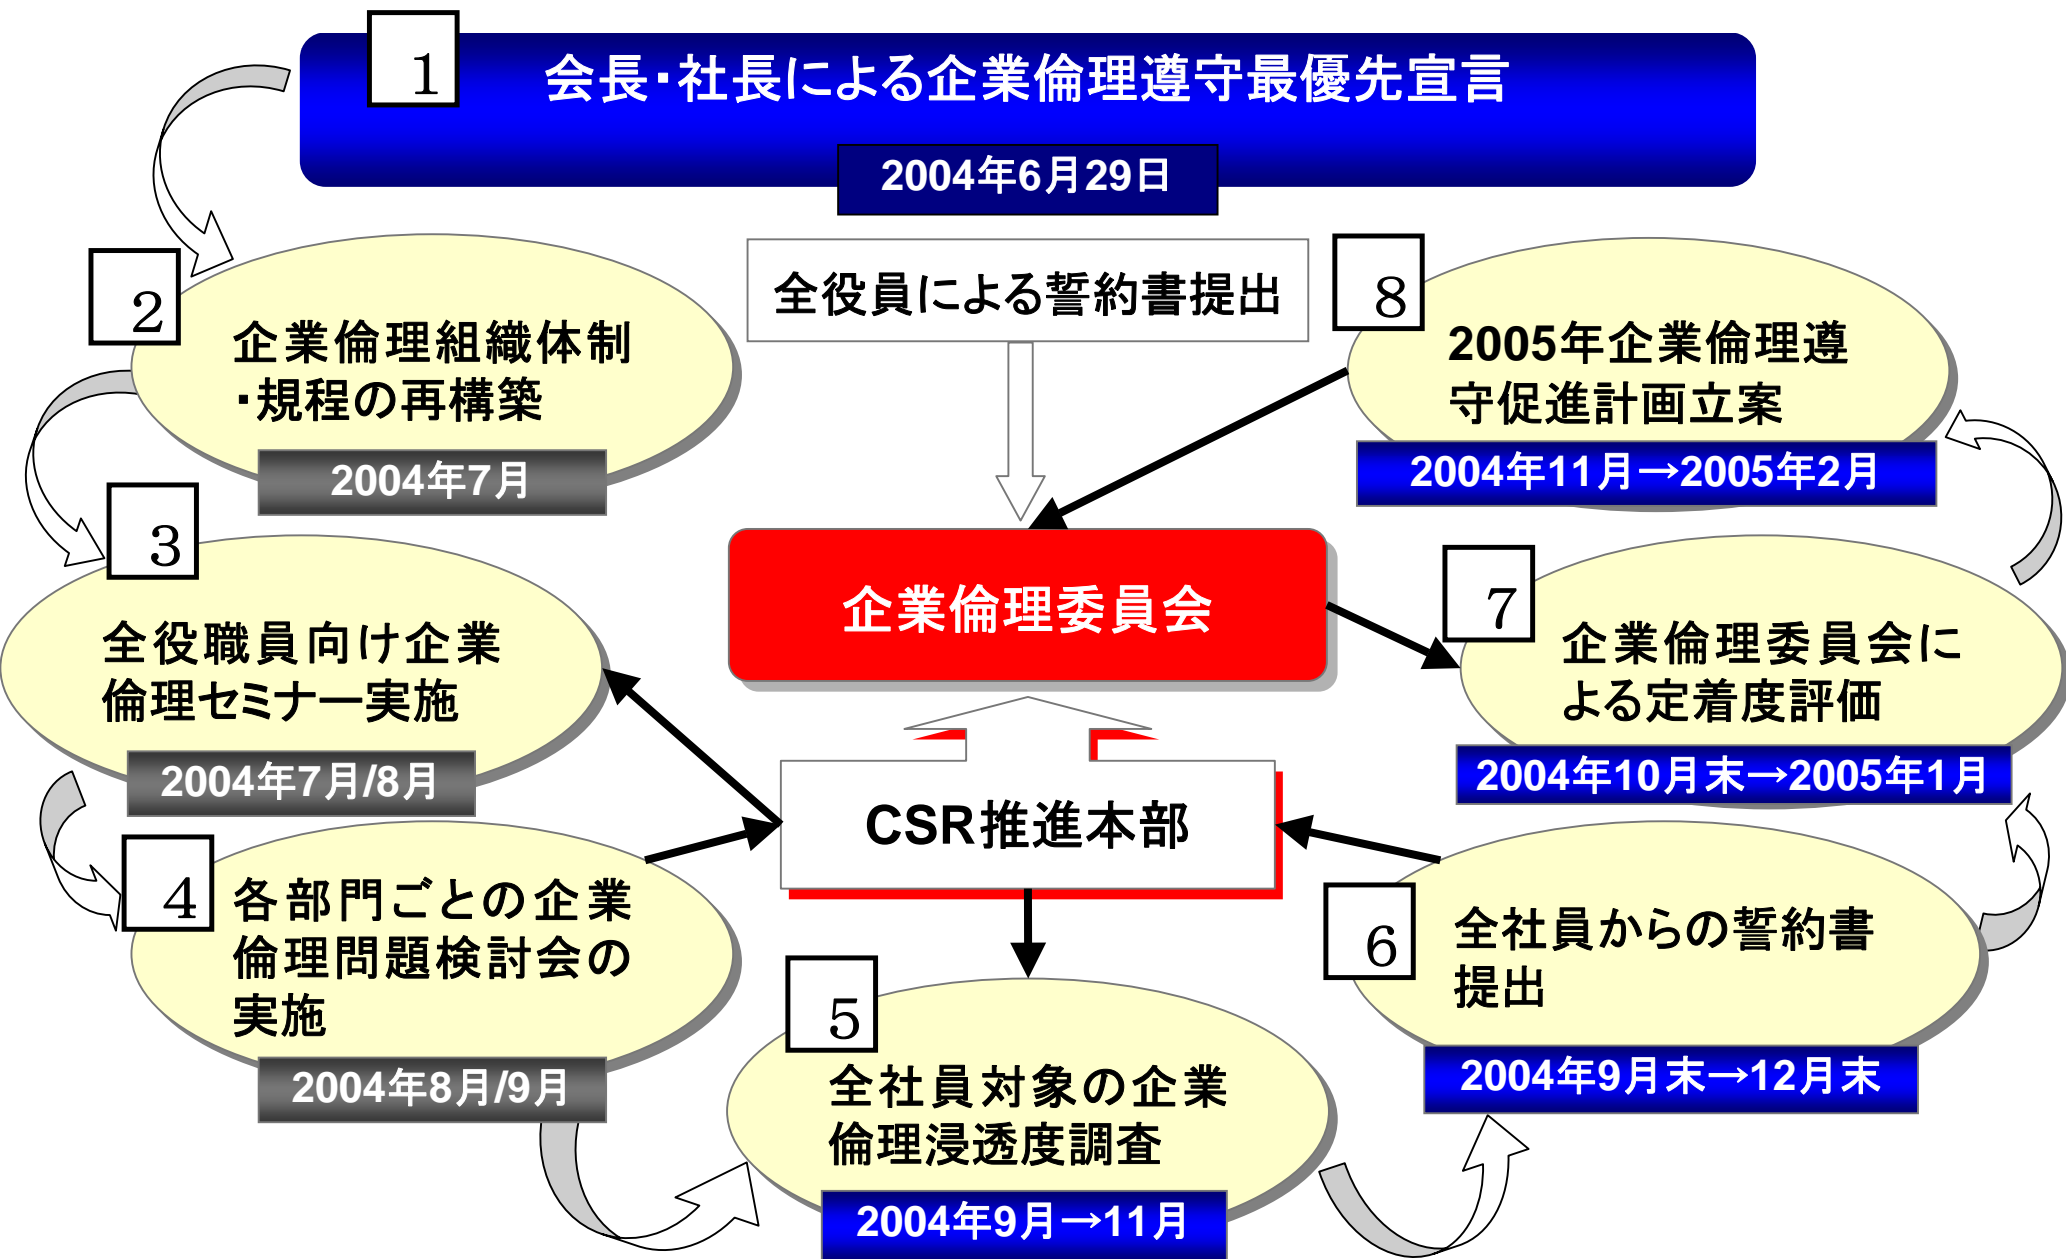 1
会長・社長による企業倫理遵守最優先宣言
2004年6月29日
2
企業倫理組織体制
・規程の再構築
2004年7月
3
全役職員向け企業
倫理セミナー実施
2004年7月/8月
4
各部門ごとの企業
倫理問題検討会の
実施
2004年8月/9月
5
全社員対象の企業
倫理浸透度調査
2004年9月→11月
6
全社員からの誓約書
提出
2004年9月末→12月末
7
企業倫理委員会に
よる定着度評価
2004年10月末→2005年1月
8
2005年企業倫理遵
守促進計画立案
2004年11月→2005年2月
全役員による誓約書提出
企業倫理委員会
CSR推進本部